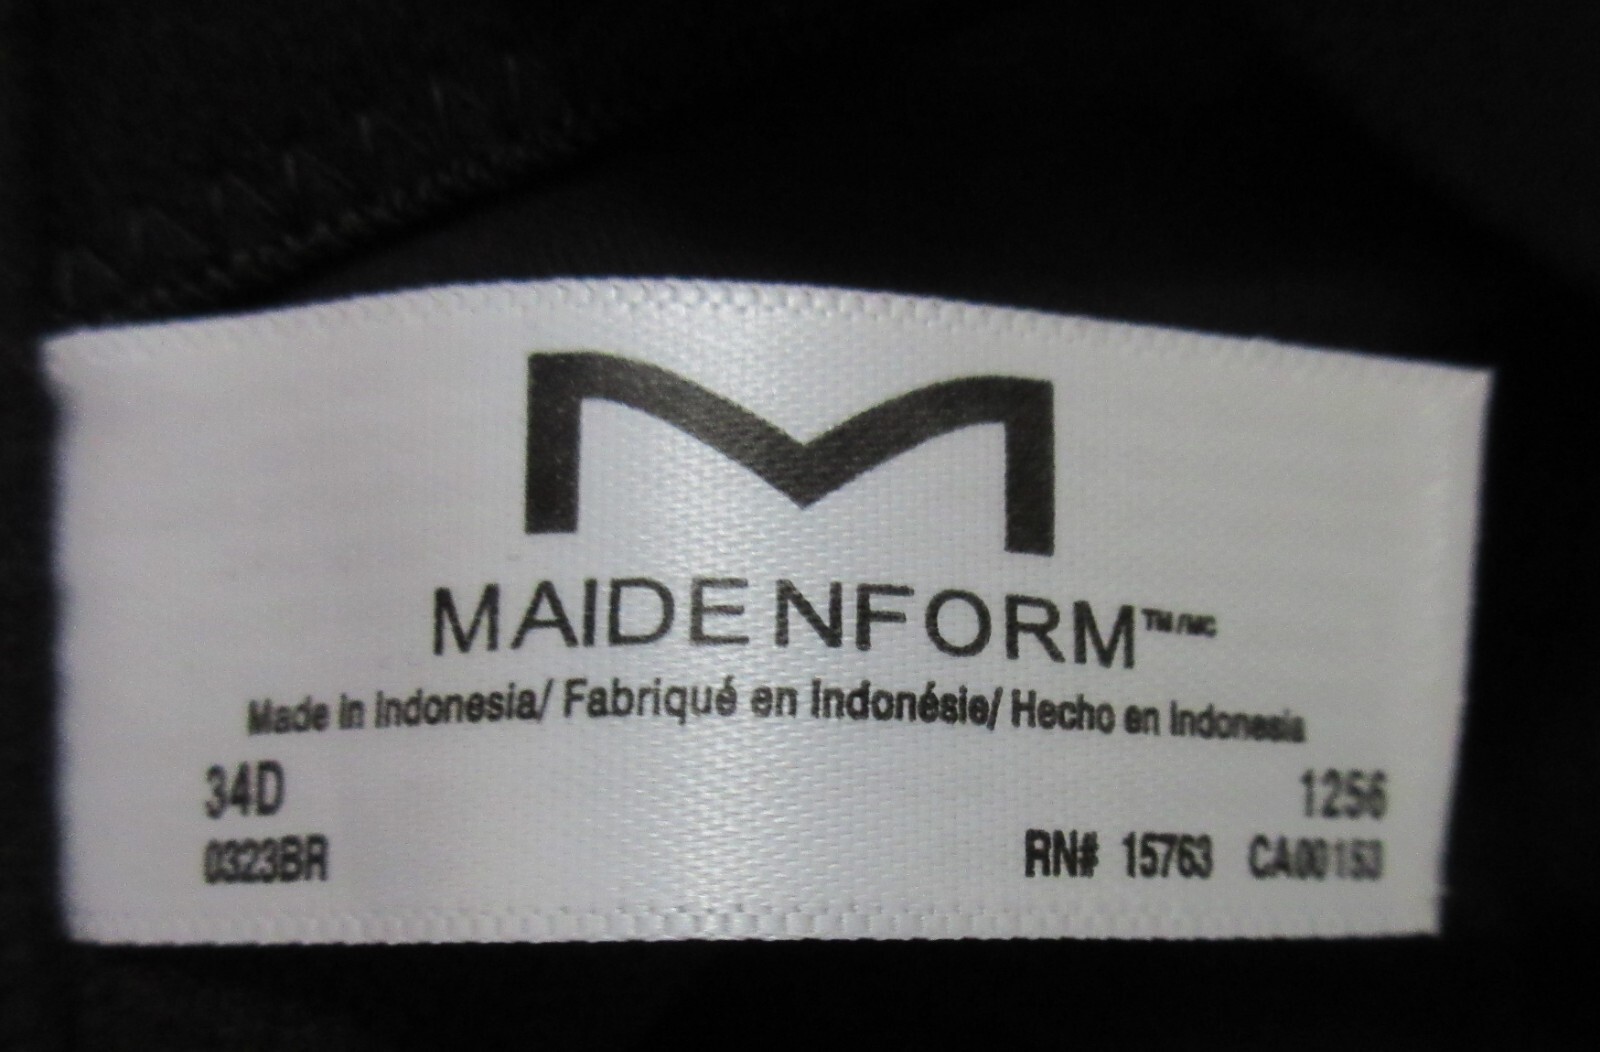 M
MAIDENFORM™/MC
Made in Indonesia/ Fabriqué en Indonésie/ Hecho en Indonesia
34D 1256
0323BR RN# 15763 CA00153